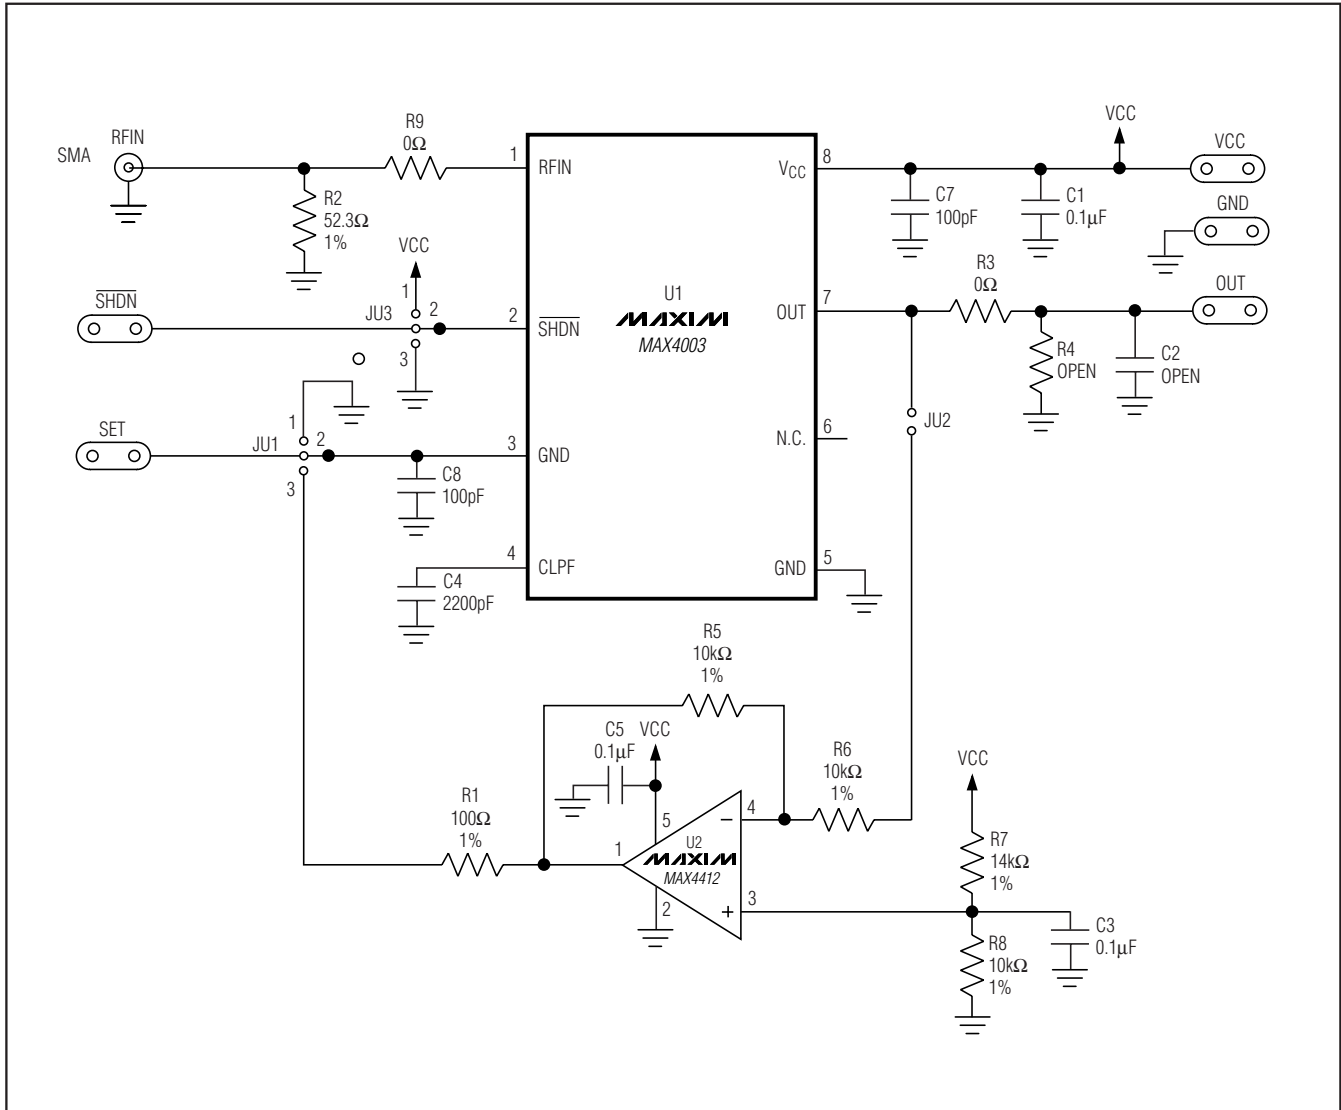 RFIN
SMA
R9
0Ω
R2
52.3Ω
1%
1
RFIN
VCC
8
VCC
VCC
C7
100pF
C1
0.1µF
GND
VCC
1
2
JU3
3
SHDN
2
SHDN
U1
MAXIM
MAX4003
OUT
7
R3
0Ω
OUT
R4
OPEN
C2
OPEN
JU2
SET
1
2
JU1
3
3
GND
C8
100pF
N.C.
6
4
CLPF
C4
2200pF
GND
5
R5
10kΩ
1%
C5
0.1µF
VCC
R6
10kΩ
1%
R1
100Ω
1%
1
5
4
−
U2
MAXIM
MAX4412
2
+
3
VCC
R7
14kΩ
1%
R8
10kΩ
1%
C3
0.1µF